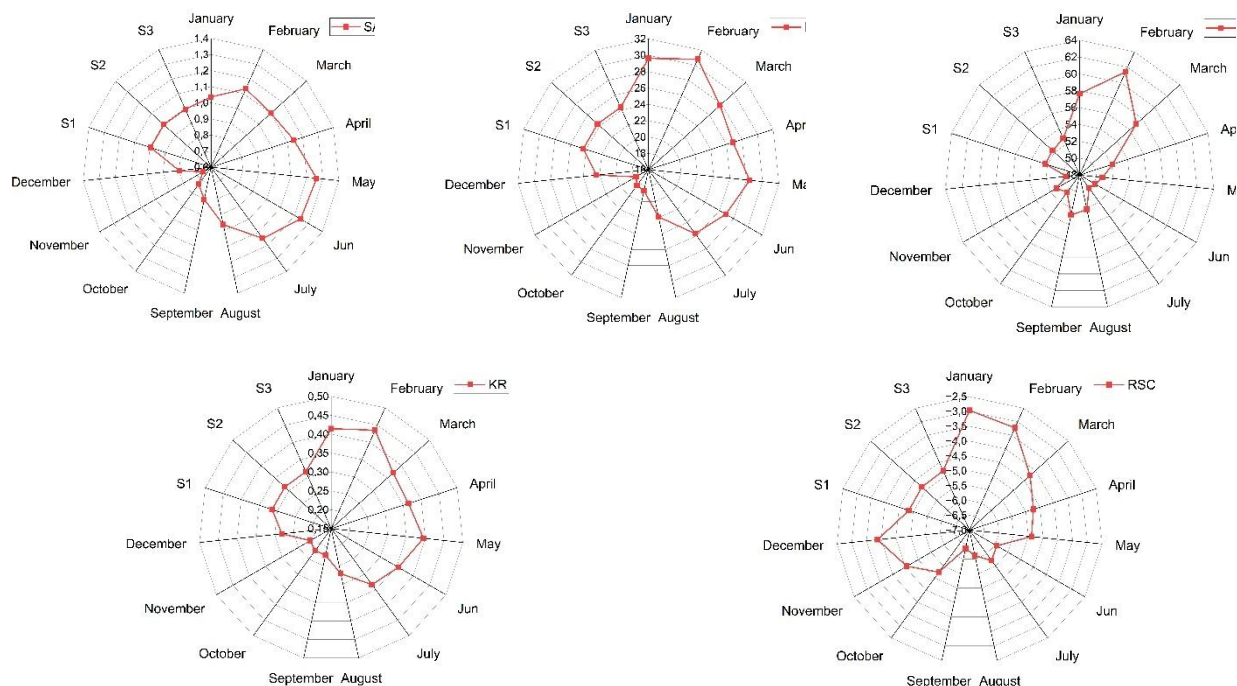 January
February
SA
March
April
May
Jun
July
August
September
October
November
December
S1
S2
S3
1,4
1,3
1,2
1,1
1,0
0,9
0,8
0,7
January
February
March
Apr
Ma
Jun
July
August
September
October
November
December
S1
S2
S3
32
30
28
26
24
22
20
18
16
January
February
March
Ap
M
Jun
July
August
September
October
November
December
S1
S2
S3
64
62
60
58
56
54
52
50
January
February
KR
March
April
May
Jun
July
August
September
October
November
December
S1
S2
S3
0,50
0,45
0,40
0,35
0,30
0,25
0,20
0,15
January
February
RSC
March
April
May
Jun
July
August
September
October
November
December
S1
S2
S3
−2,5
−3,0
−3,5
−4,0
−4,5
−5,0
−5,5
−6,0
−6,5
−7,0